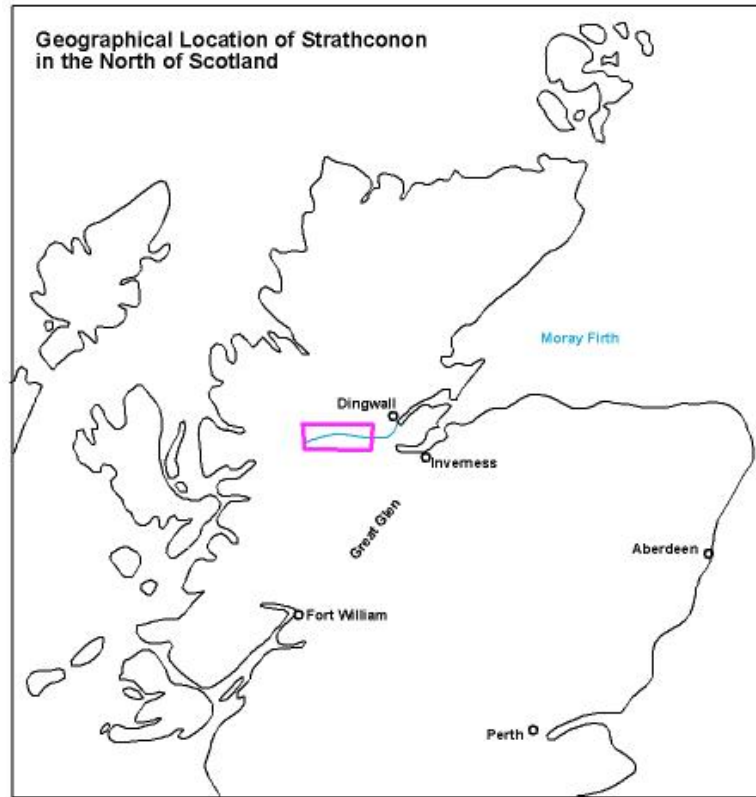 Geographical Location of Strathconon
in the North of Scotland
Moray Firth
Dingwall
Inverness
Great Glen
Aberdeen
Fort William
Perth